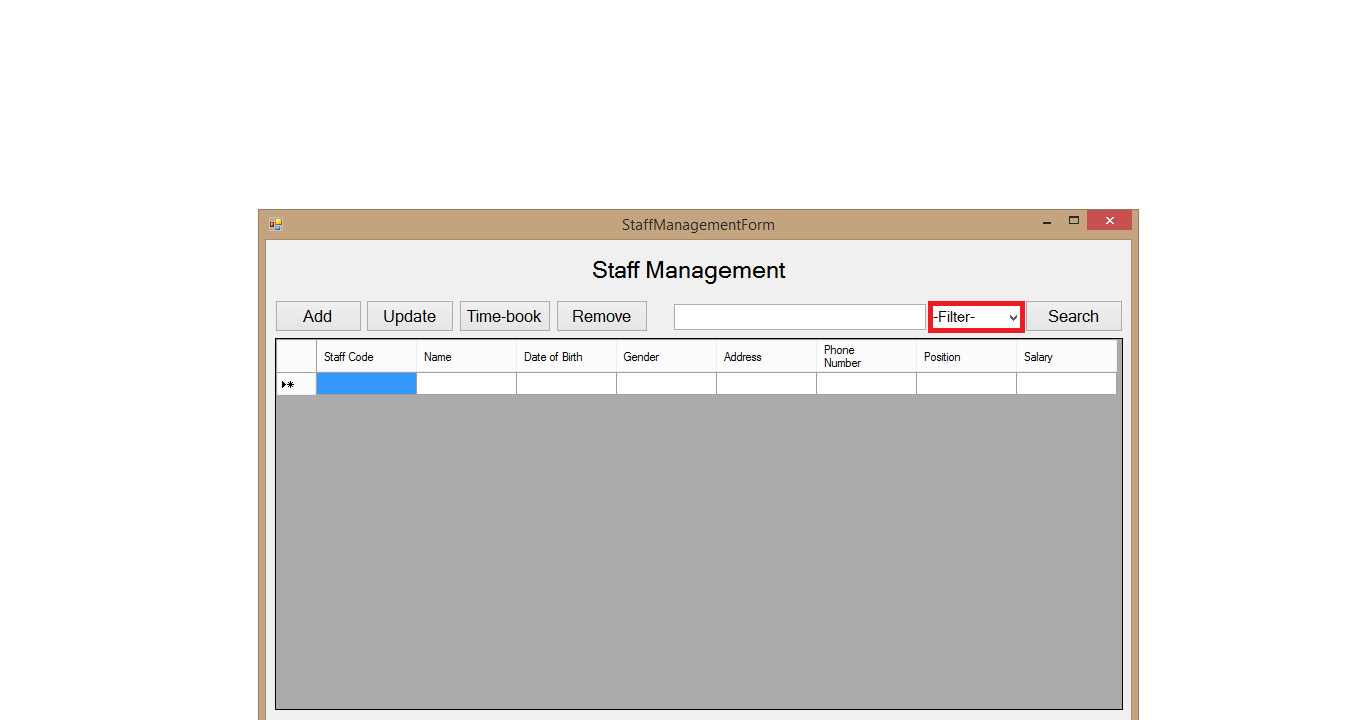 StaffManagementForm
Staff Management
Add Update Time-book Remove -Filter- Search
Staff Code Name Date of Birth Gender Address Phone Number Position Salary